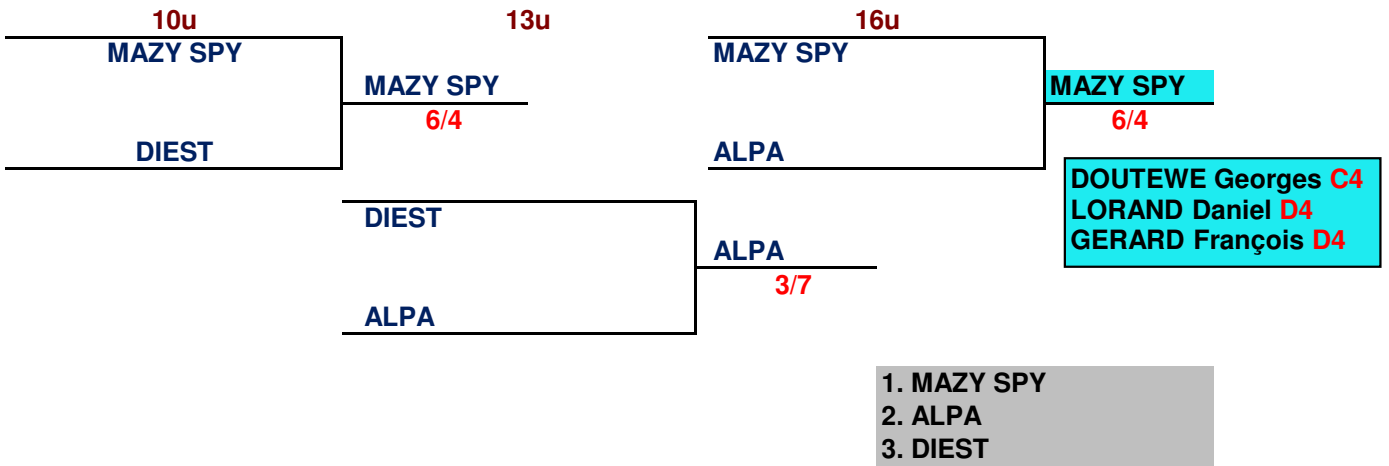 10u 13u 16u
MAZY SPY MAZY SPY
MAZY SPY MAZY SPY
6/4 6/4
DIEST ALPA
DOUTEWE Georges C4
LORAND Daniel D4
GERARD François D4
DIEST
ALPA
3/7
ALPA
1. MAZY SPY
2. ALPA
3. DIEST